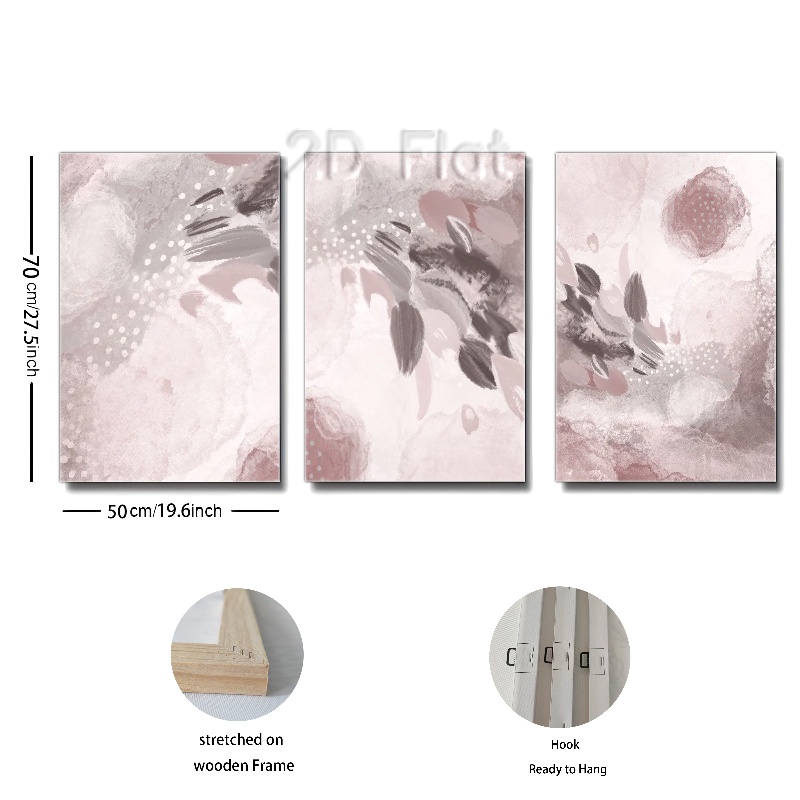 2D Flat
70 cm/27.5inch
50 cm/19.6inch
stretched on
wooden Frame
Hook
Ready to Hang